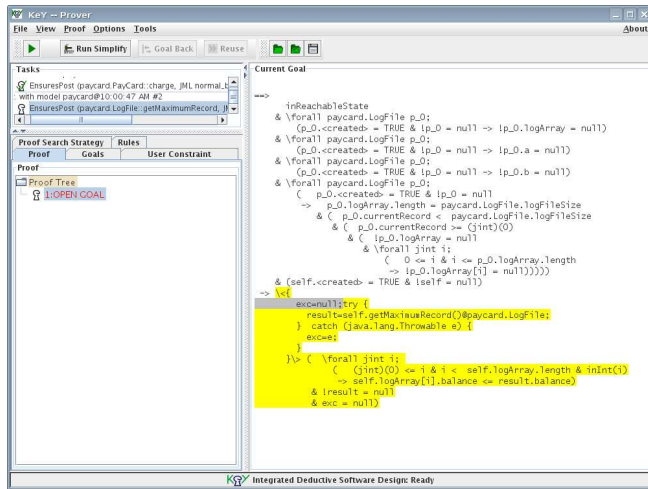 KeY -- Prover
File View Proof Options Tools About
Run Simplify Goal Back Reuse
Tasks
EnsuresPost (paycard.PayCard::charge, JML normal_b
with model paycard@10:00:47 AM #2
EnsuresPost (paycard.LogFile::getMaximumRecord, J
Proof Search Strategy Rules
Proof Goals User Constraint
Proof
Proof Tree
1:OPEN GOAL
Current Goal
==>
inReachableState
& \forall paycard.LogFile p_0;
(p_0.<created> = TRUE & !p_0 = null -> !p_0.logArray = null)
& \forall paycard.LogFile p_0;
(p_0.<created> = TRUE & !p_0 = null -> !p_0.a = null)
& \forall paycard.LogFile p_0;
(p_0.<created> = TRUE & !p_0 = null -> !p_0.b = null)
& \forall paycard.LogFile p_0;
( p_0.<created> = TRUE & !p_0 = null
-> p_0.logArray.length = paycard.LogFile.logFileSize
& ( p_0.currentRecord < paycard.LogFile.logFileSize
& ( p_0.currentRecord >= (jint)(0)
& ( !p_0.logArray = null
& \forall jint i;
( 0 <= i & i <= p_0.logArray.length
-> !p_0.logArray[i] = null)))))
& (self.<created> = TRUE & !self = null)
-> \<{
exc=null;try {
result=self.getMaximumRecord()@paycard.LogFile;
} catch (java.lang.Throwable e) {
exc=e;
}
}\> ( \forall jint i;
( (jint)(0) <= i & i < self.logArray.length & inInt(i)
-> self.logArray[i].balance <= result.balance)
& !result = null
& exc = null)
KeY Integrated Deductive Software Design: Ready